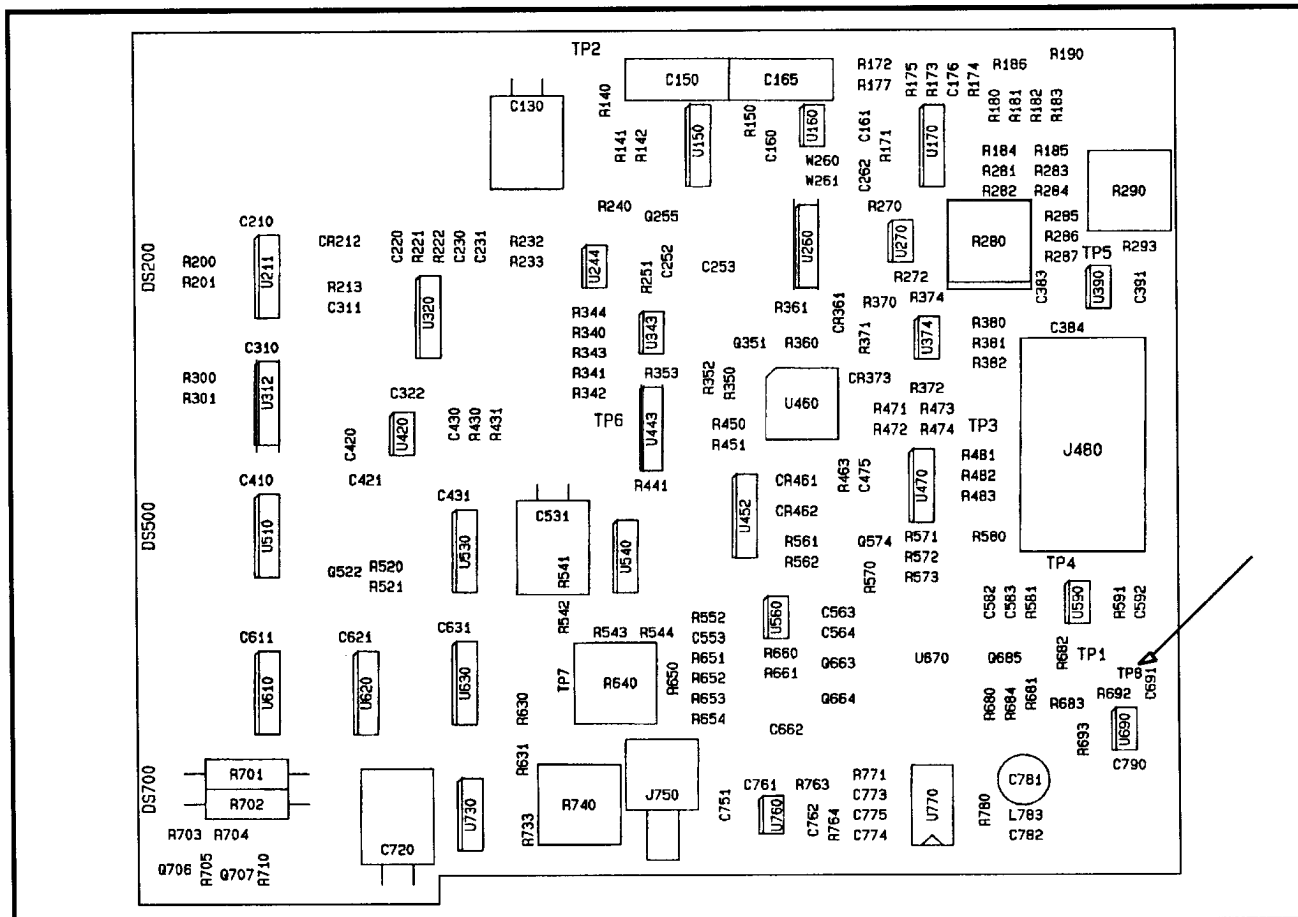 TP2
R190
R172
R177
R175
R173
C176
R174
R186
C150
C165
C130
R140
R141
R142
U150
R150
C160
U160
C161
R171
C262
U170
R180
R181
R182
R183
W260
W261
R184
R185
R281
R283
R282
R284
R290
R240
Q255
R270
U260
U270
R280
R285
R286
R287
TP5
R293
C210
CR212
C220
R221
R222
C230
C231
R232
R233
U244
R251
C252
C253
R272
C383
U390
C391
DS200
R200
R201
U211
R213
C311
U320
R344
R340
R343
R341
R342
U343
R361
CR361
R370
R374
R371
U374
R380
R381
R382
C384
Q351
R360
C310
R300
R301
U312
C322
R353
R352
R350
CR373
U460
R372
R471
R473
R472
R474
TP3
J480
TP6
U443
R450
R451
C420
U420
C430
R430
R431
C421
R441
CR461
CR462
R463
C475
U470
R481
R482
R483
C410
C431
C531
U452
DS500
U510
U530
R541
U540
R561
R562
Q574
R571
R572
R573
R570
R580
TP4
Q522
R520
R521
R542
C582
C583
R581
U590
R591
C592
R543
R544
R552
C553
R651
R652
R653
R654
U560
C563
C564
R660
R661
Q663
Q664
U670
Q685
R682
TP1
TP8
C691
C611
C621
C631
U610
U620
U630
TP7
R640
R650
R630
C662
R680
R684
R681
R683
R692
U690
R693
C790
DS700
R701
R702
R631
R740
J750
C751
C761
U760
R763
C762
R764
R771
C773
C775
C774
U770
R780
C781
L783
C782
R703
R704
U730
R733
C720
Q706
R705
Q707
R710